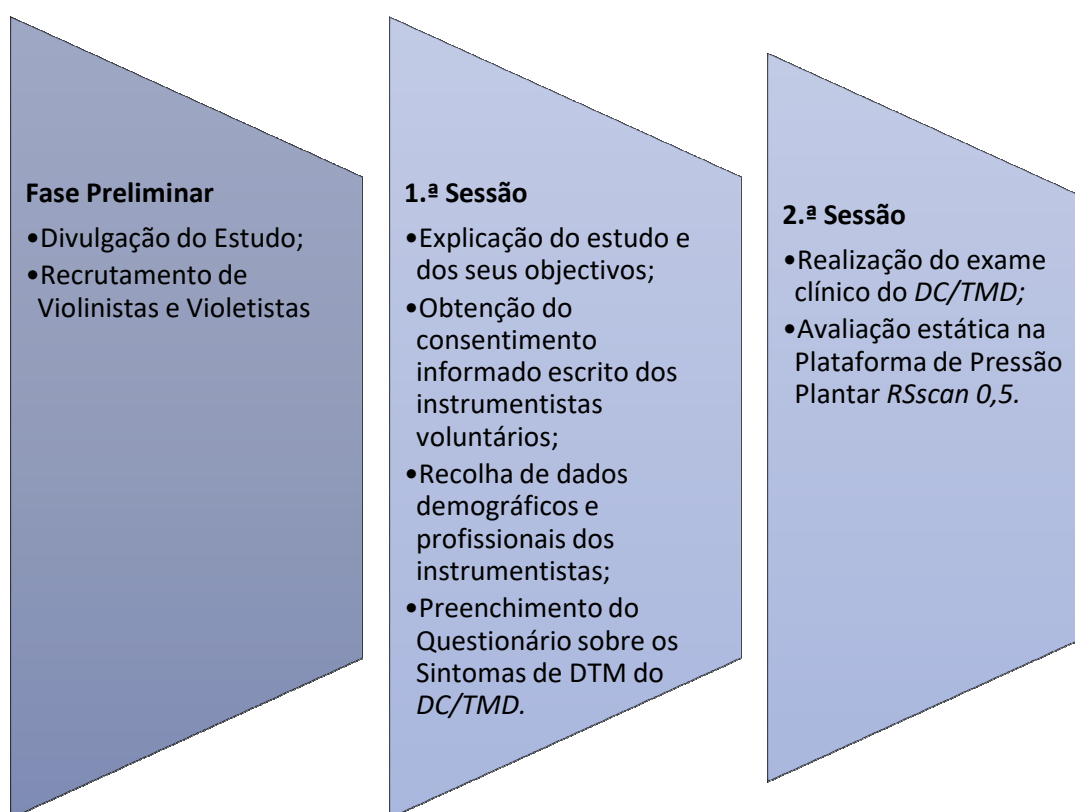 Fase Preliminar
•Divulgação do Estudo;
•Recrutamento de
Violinistas e Violetistas
1.ª Sessão
•Explicação do estudo e
dos seus objectivos;
•Obtenção do
consentimento
informado escrito dos
instrumentistas
voluntários;
•Recolha de dados
demográficos e
profissionais dos
instrumentistas;
•Preenchimento do
Questionário sobre os
Sintomas de DTM do
DC/TMD.
2.ª Sessão
•Realização do exame
clínico do DC/TMD;
•Avaliação estática na
Plataforma de Pressão
Plantar RSscan 0,5.